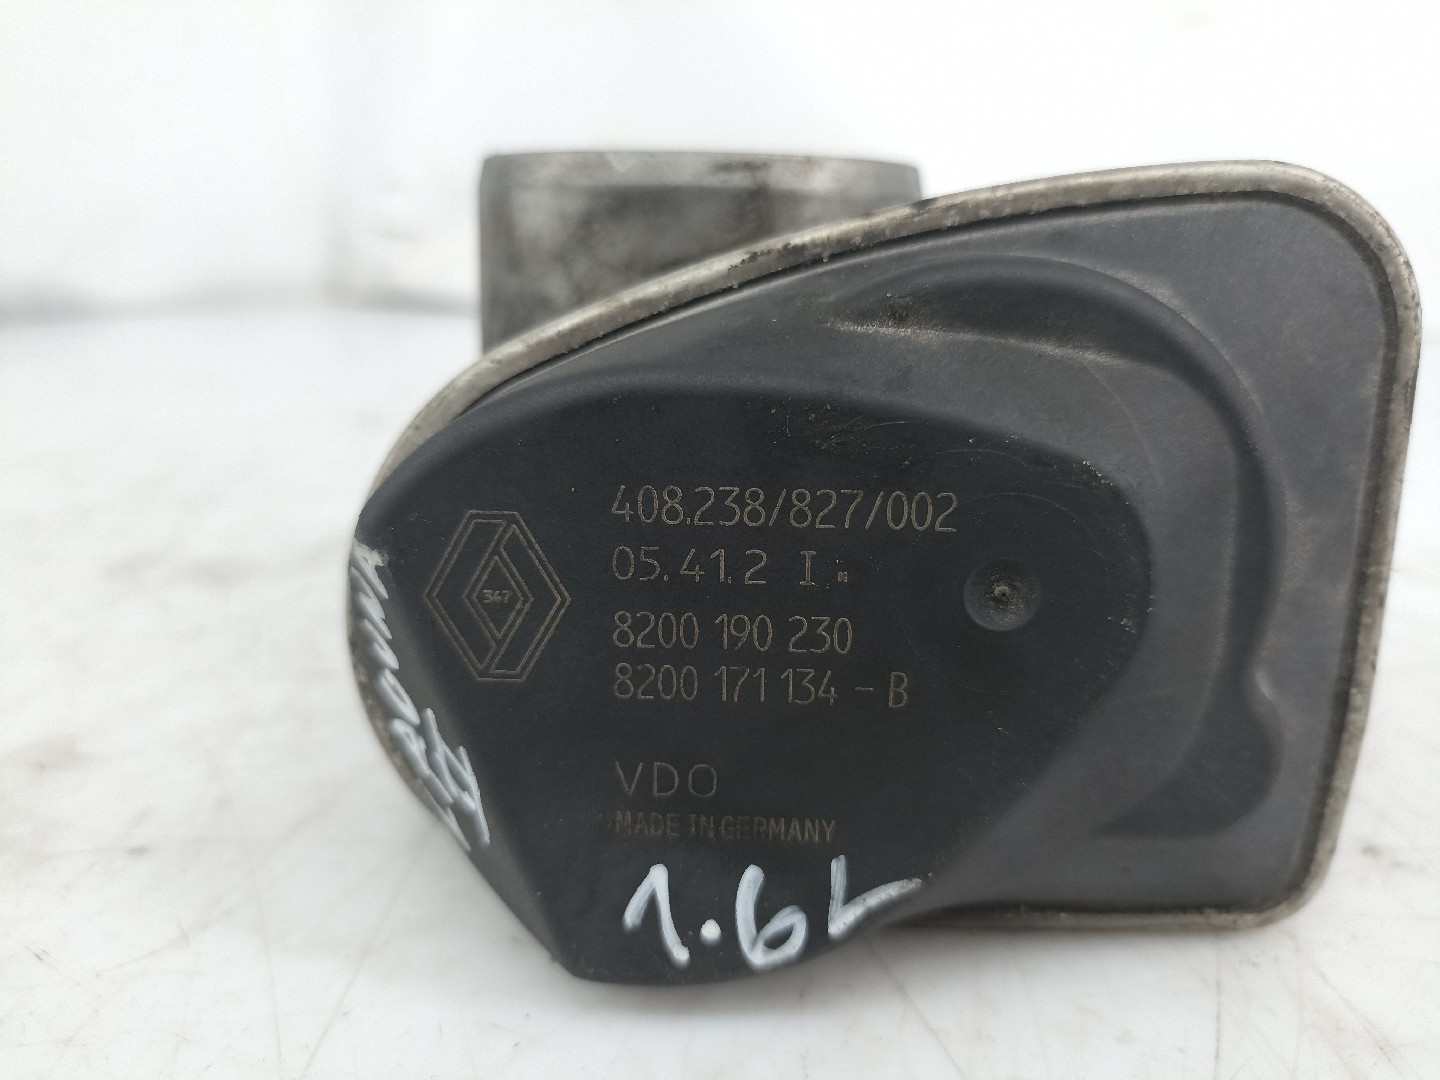 408.238/827/002
05.41.2 I
347
8200 190 230
8200 171 134 - B
VDO
MADE IN GERMANY
1.6L